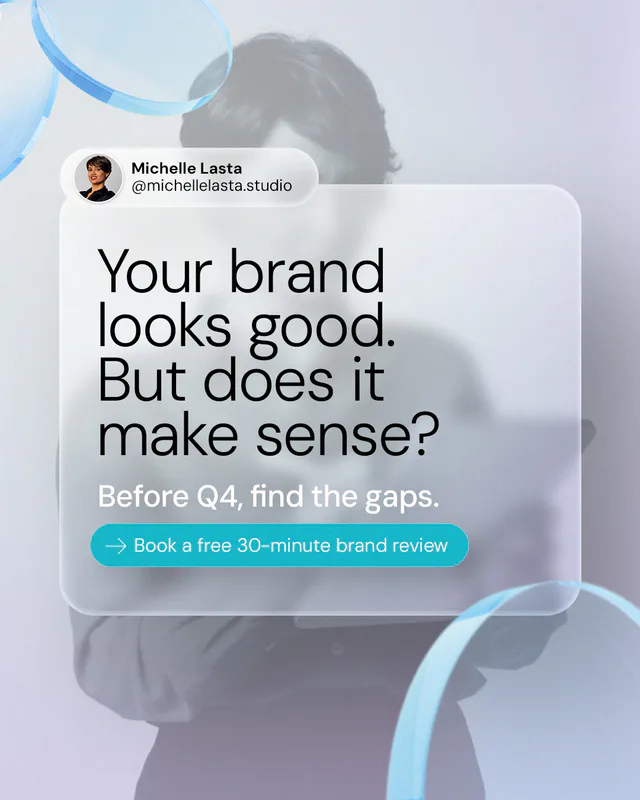 Michelle Lasta
@michellelasta.studio
Your brand
looks good.
But does it
make sense?
Before Q4, find the gaps.
→ Book a free 30-minute brand review